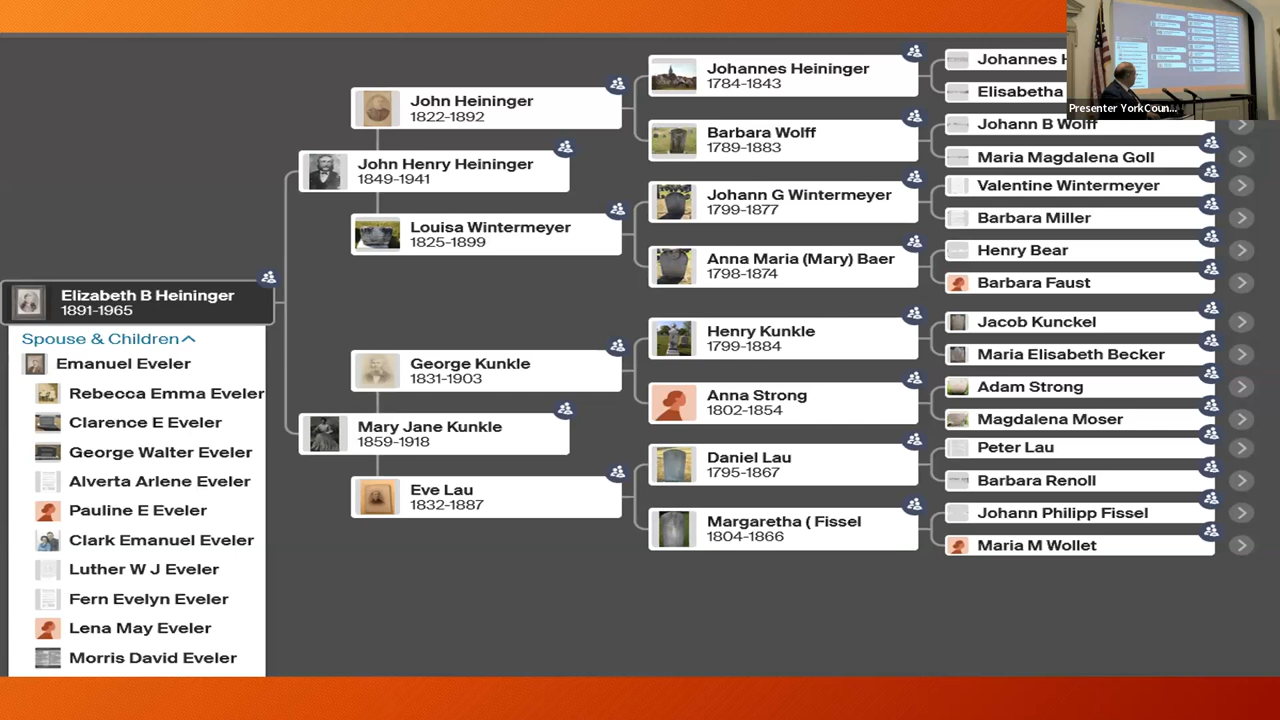 Elizabeth B Heininger
1891-1965
Spouse & Children
Emanuel Eveler
Rebecca Emma Eveler
Clarence E Eveler
George Walter Eveler
Alverta Arlene Eveler
Pauline E Eveler
Clark Emanuel Eveler
Luther W J Eveler
Fern Evelyn Eveler
Lena May Eveler
Morris David Eveler
John Heininger
1822-1892
John Henry Heininger
1849-1941
Louisa Wintermeyer
1825-1899
George Kunkle
1831-1903
Mary Jane Kunkle
1859-1918
Eve Lau
1832-1887
Johannes Heininger
1784-1843
Barbara Wolff
1789-1883
Johann G Wintermeyer
1799-1877
Anna Maria (Mary) Baer
1798-1874
Henry Kunkle
1799-1884
Anna Strong
1802-1854
Daniel Lau
1795-1867
Margaretha ( Fissel
1804-1866
Johannes H
Elisabetha
Johann B Wolff
Maria Magdalena Goll
Valentine Wintermeyer
Barbara Miller
Henry Bear
Barbara Faust
Jacob Kunckel
Maria Elisabeth Becker
Adam Strong
Magdalena Moser
Peter Lau
Barbara Renoll
Johann Philipp Fissel
Maria M Wollet
Presenter YorkCoun...